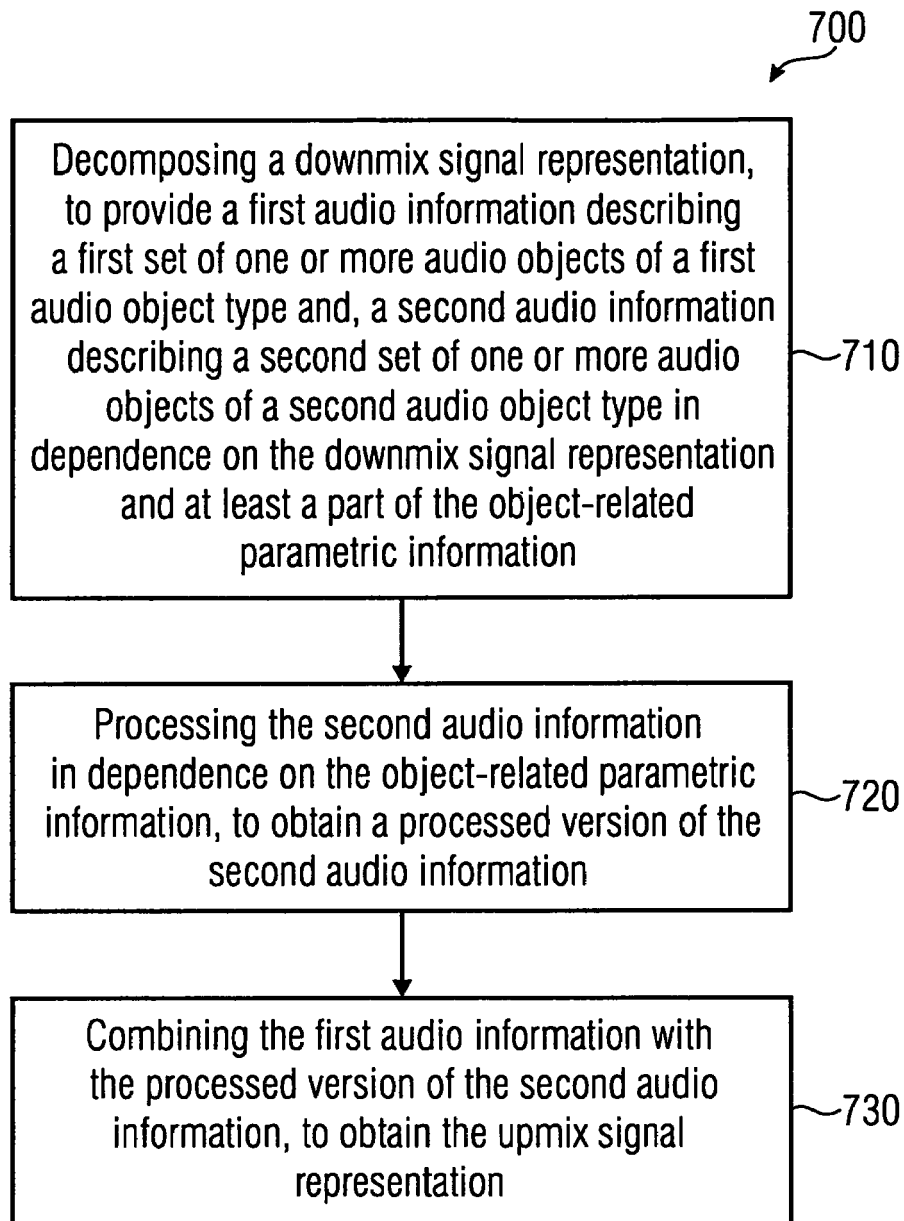 700
Decomposing a downmix signal representation,
to provide a first audio information describing
a first set of one or more audio objects of a first
audio object type and, a second audio information
describing a second set of one or more audio
objects of a second audio object type in
dependence on the downmix signal representation
and at least a part of the object-related
parametric information
710
Processing the second audio information
in dependence on the object-related parametric
information, to obtain a processed version of the
second audio information
720
Combining the first audio information with
the processed version of the second audio
information, to obtain the upmix signal
representation
730